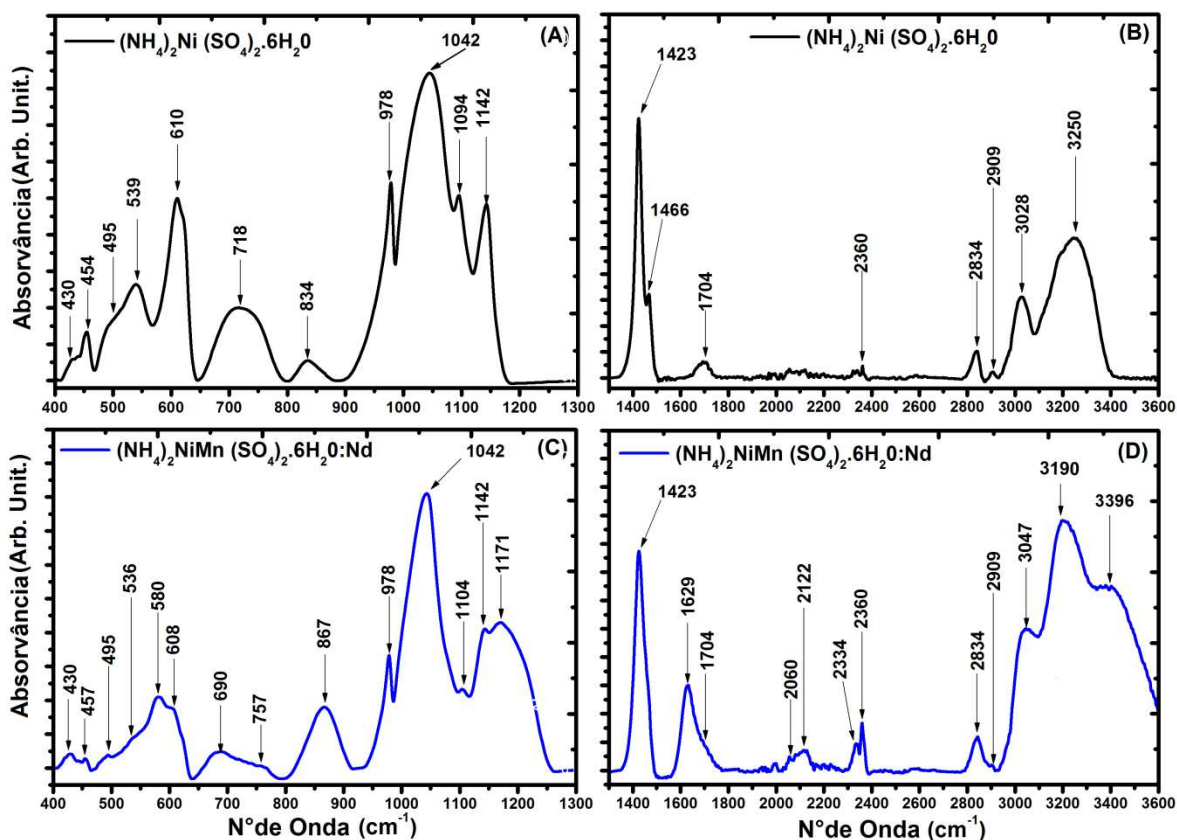 (NH4)2Ni (SO4)2.6H20
(A)
Absorvância (Arb. Unit.)
430
454
495
539
610
718
834
978
1042
1094
1142
400 500 600 700 800 900 1000 1100 1200 1300
(NH4)2Ni (SO4)2.6H20
(B)
1423
1466
1704
2360
2834
2909
3028
3250
1400 1600 1800 2000 2200 2400 2600 2800 3000 3200 3400 3600
(NH4)2NiMn (SO4)2.6H20:Nd
(C)
Absorvância (Arb. Unit.)
430
457
495
536
580
608
690
757
867
978
1042
1104
1142
1171
400 500 600 700 800 900 1000 1100 1200 1300
N°de Onda (cm-1)
(NH4)2NiMn (SO4)2.6H20:Nd
(D)
1423
1629
1704
2060
2122
2334
2360
2834
2909
3047
3190
3396
1400 1600 1800 2000 2200 2400 2600 2800 3000 3200 3400 3600
N°de Onda (cm-1)